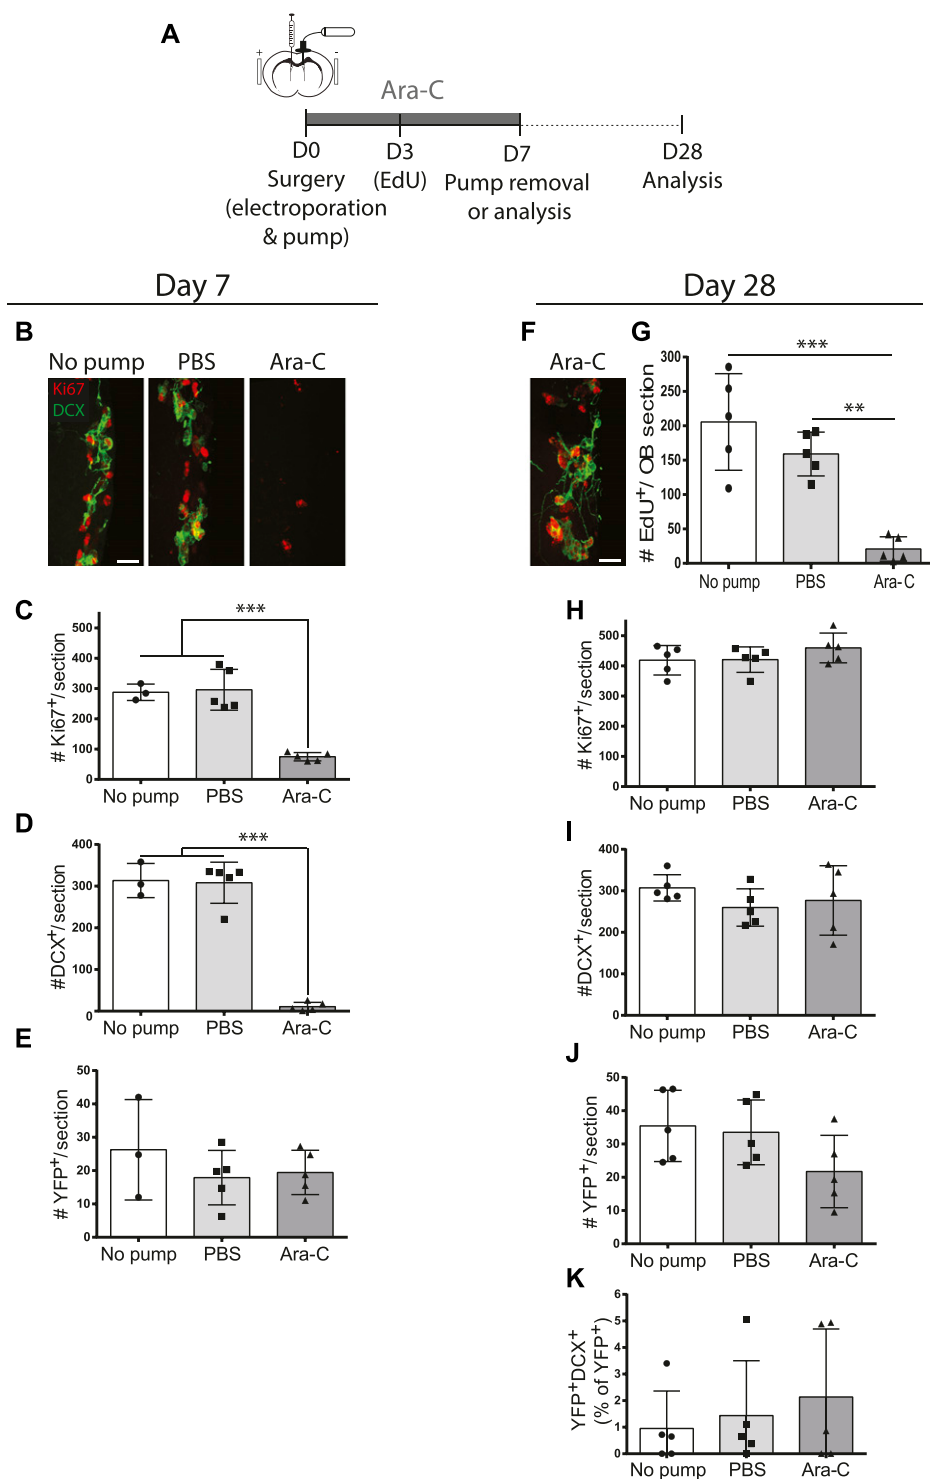 A
+
-
Ara-C
D0
D3
D7
D28
Surgery
(EdU)
Pump removal
Analysis
(electroporation
or analysis
& pump)
Day 7
Day 28
B
No pump
PBS
Ara-C
Ki67
DCX
F
Ara-C
G
# EdU+/ OB section
300
250
200
150
100
50
0
***
**
No pump
PBS
Ara-C
C
# Ki67+/section
500
400
300
200
100
0
***
No pump
PBS
Ara-C
H
# Ki67+/section
500
400
300
200
100
0
No pump
PBS
Ara-C
D
#DCX+/section
400
300
200
100
0
***
No pump
PBS
Ara-C
I
#DCX+/section
400
300
200
100
0
No pump
PBS
Ara-C
E
# YFP+/section
50
40
30
20
10
0
No pump
PBS
Ara-C
J
# YFP+/section
50
40
30
20
10
0
No pump
PBS
Ara-C
K
YFP+DCX+
(% of YFP+)
6
5
4
3
2
1
0
No pump
PBS
Ara-C